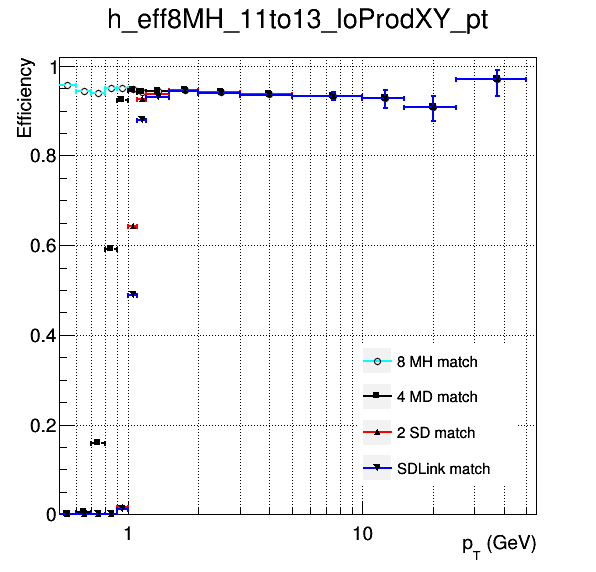 h_eff8MH_11to13_loProdXY_pt
Efficiency
1
0.8
0.6
0.4
0.2
0
8 MH match
4 MD match
2 SD match
SDLink match
1
10
p_T (GeV)